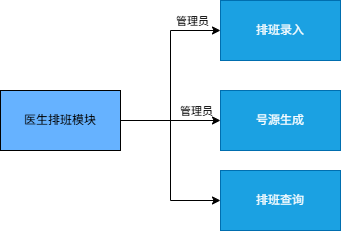 管理员
排班录入
医生排班模块
管理员
号源生成
排班查询